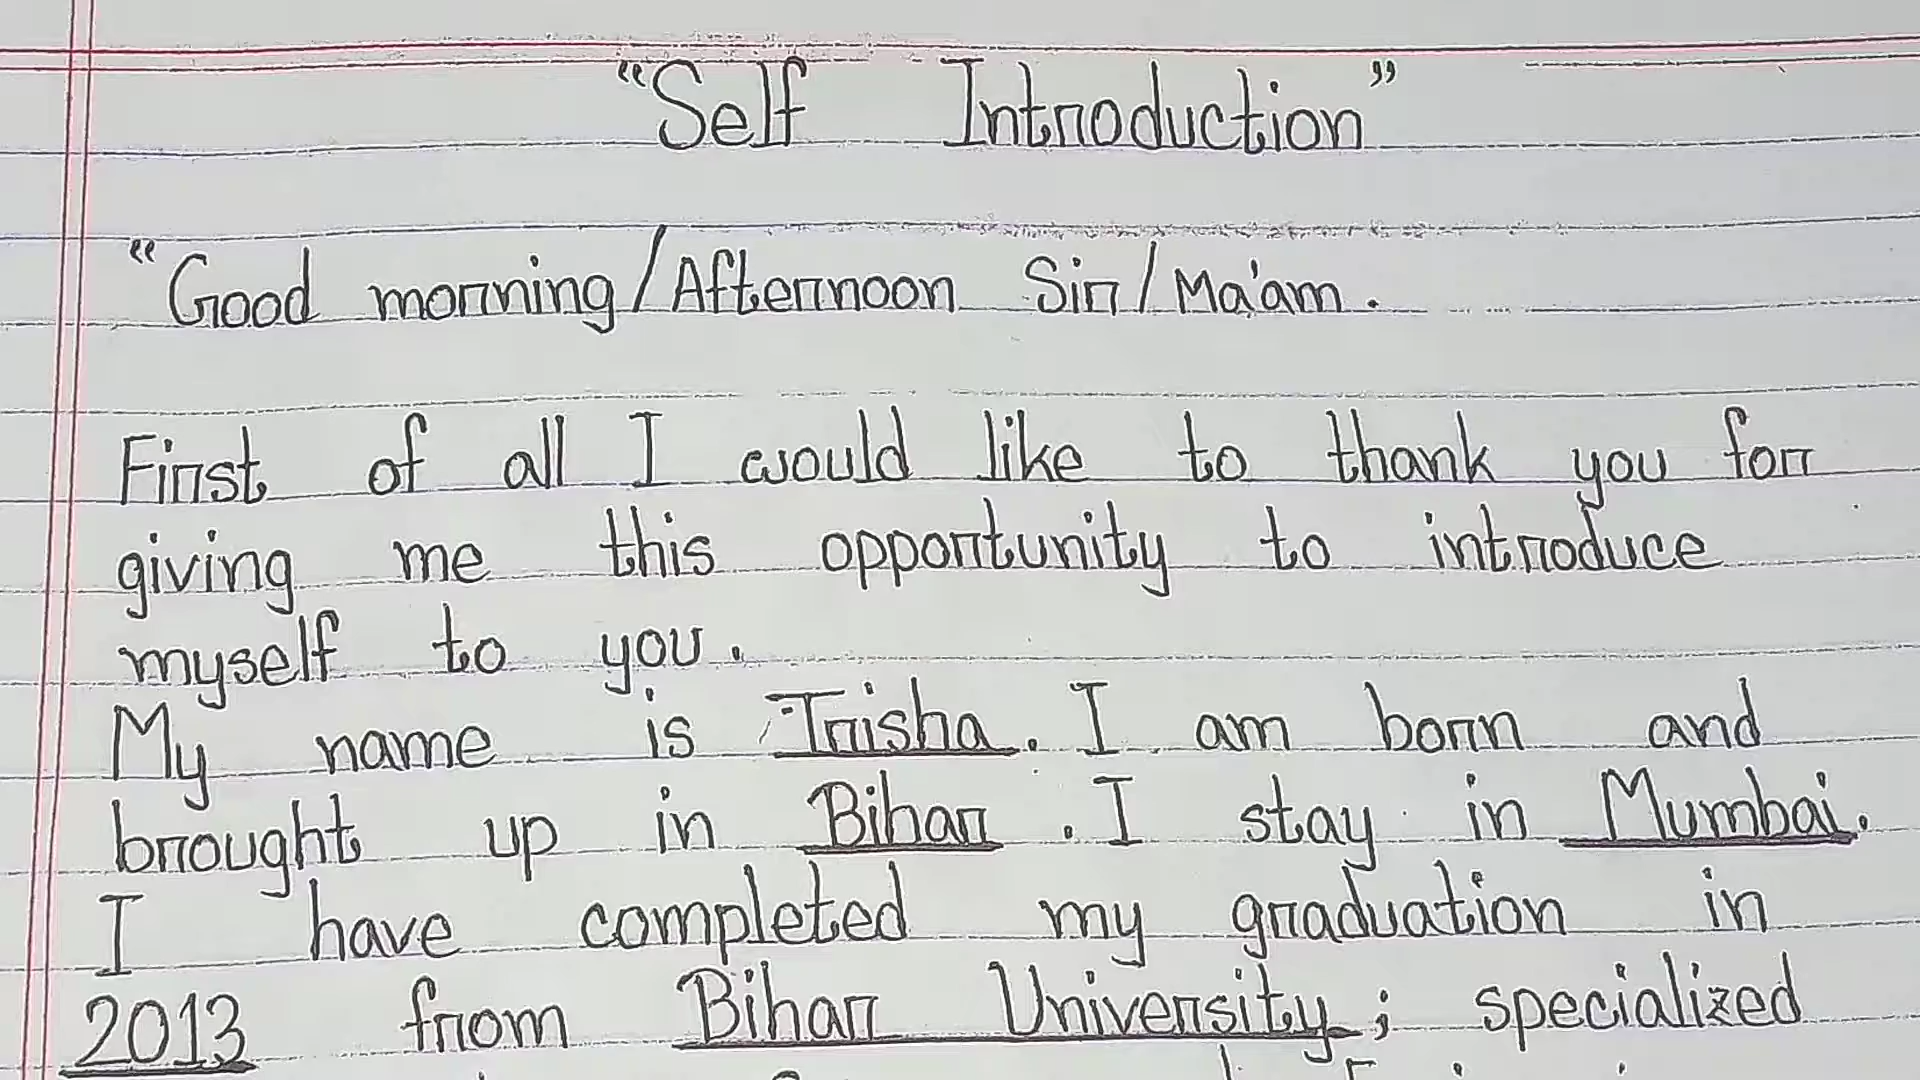 “Self Introduction”
“Good morning/Afternoon Sir/Ma'am.
First of all I would like to thank you for
giving me this opportunity to introduce
myself to you.
My name is Trisha. I am born and
brought up in Bihar. I stay in Mumbai.
I have completed my graduation in
2013 from Bihar University; specialized